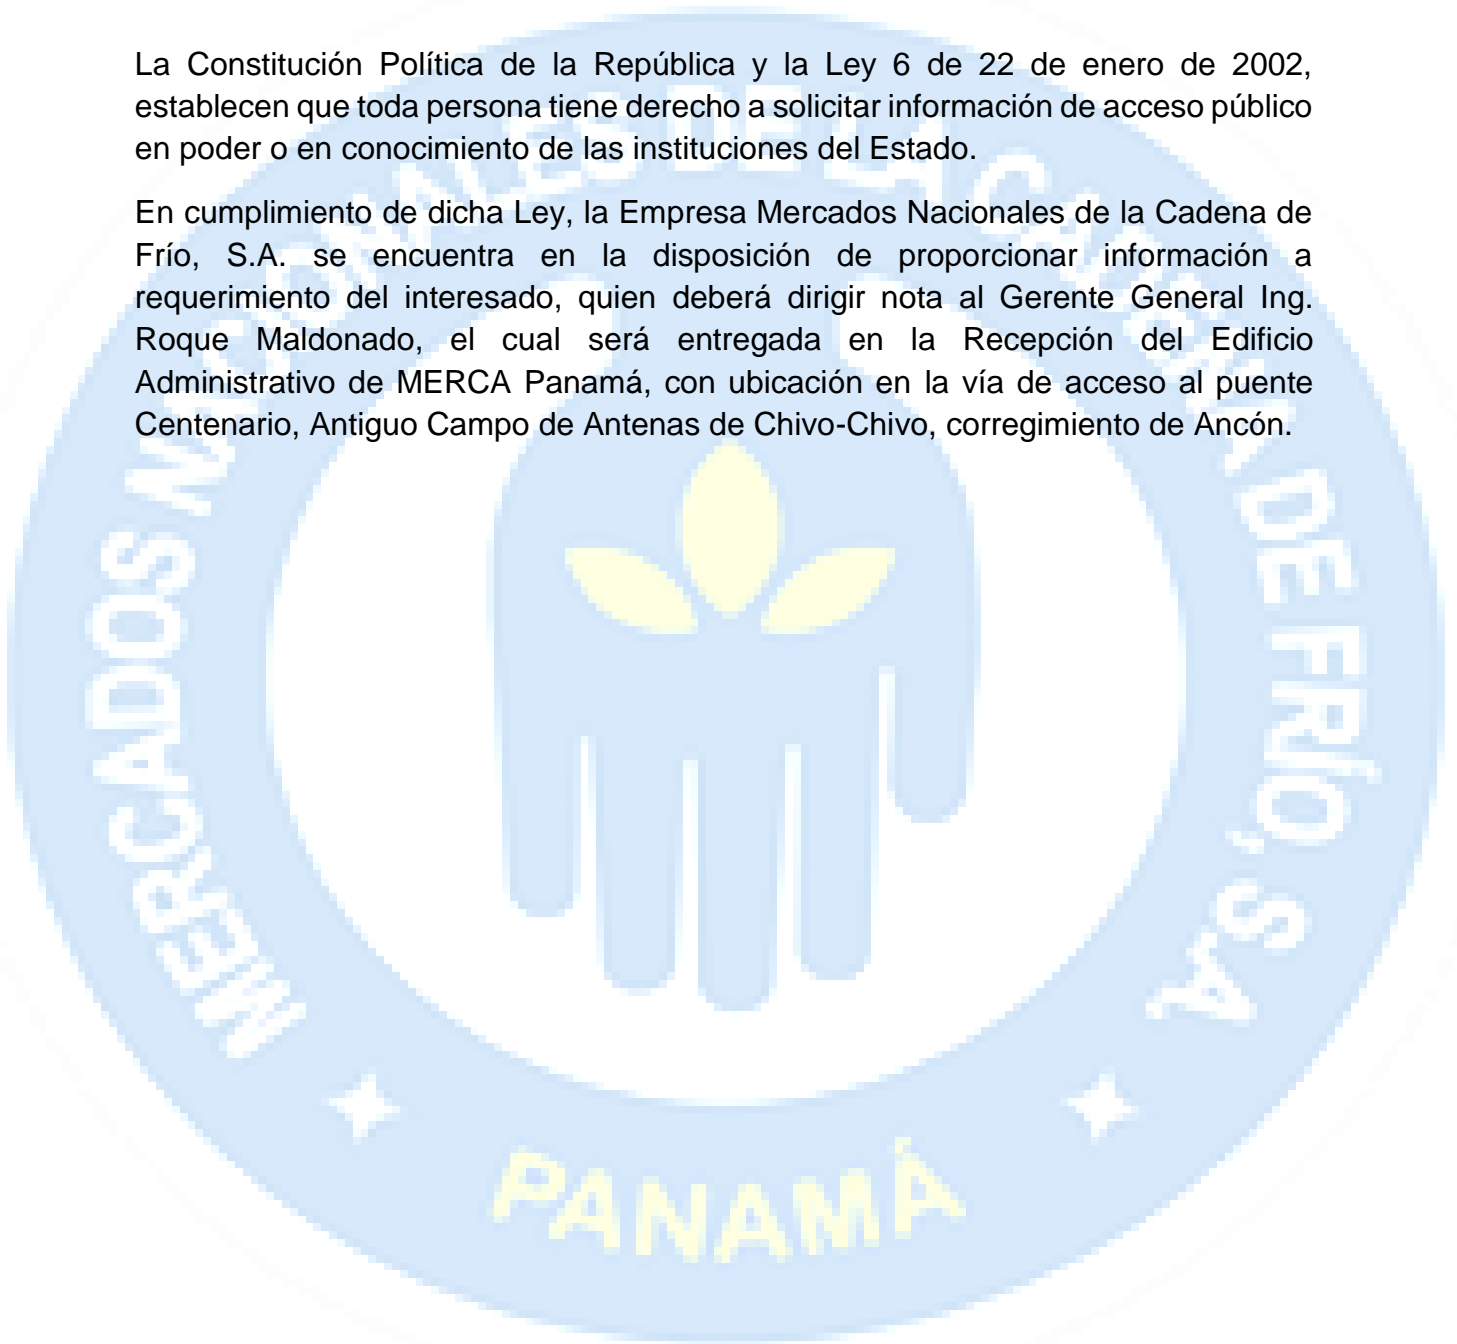 La Constitución Política de la República y la Ley 6 de 22 de enero de 2002,
establecen que toda persona tiene derecho a solicitar información de acceso público
en poder o en conocimiento de las instituciones del Estado.
En cumplimiento de dicha Ley, la Empresa Mercados Nacionales de la Cadena de
Frío, S.A. se encuentra en la disposición de proporcionar información a
requerimiento del interesado, quien deberá dirigir nota al Gerente General Ing.
Roque Maldonado, el cual será entregada en la Recepción del Edificio
Administrativo de MERCA Panamá, con ubicación en la vía de acceso al puente
Centenario, Antiguo Campo de Antenas de Chivo-Chivo, corregimiento de Ancón.
MERCADOS NACIONALES DE LA CADENA DE FRÍO, S.A
PANAMÁ